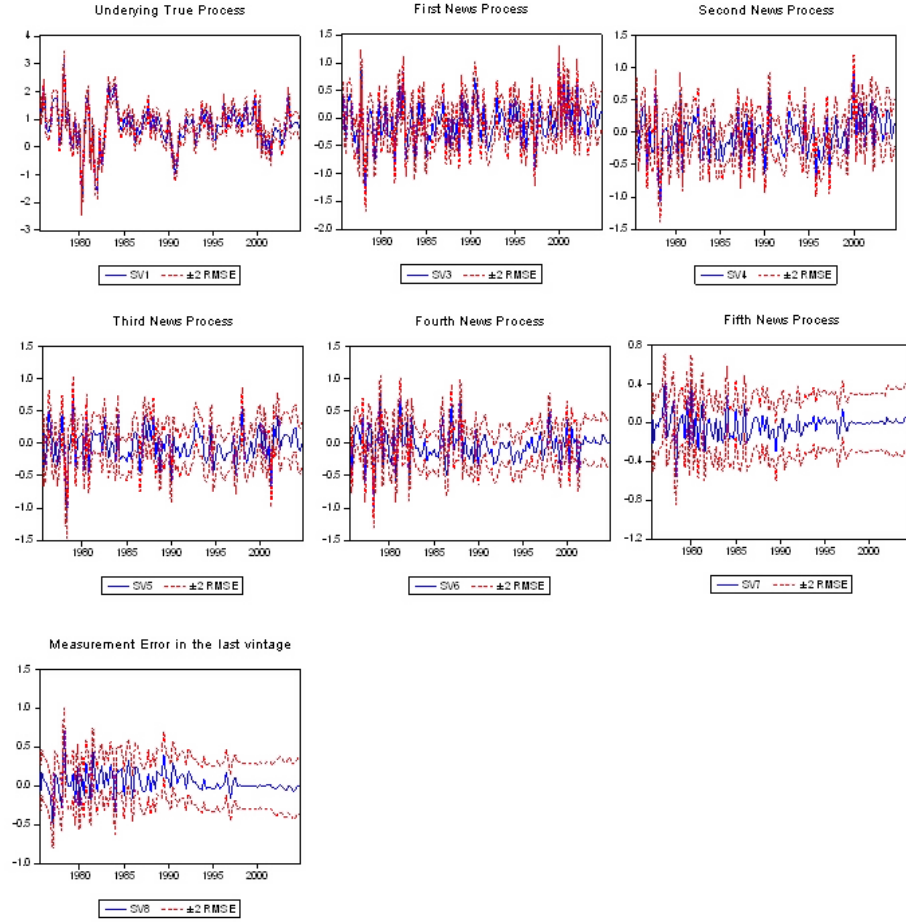 Underying True Process
First News Process
Second News Process
4
3
2
1
0
-1
-2
-3
1980 1985 1990 1995 2000
SV1 ±2 RMSE
1.5
1.0
0.5
0.0
-0.5
-1.0
-1.5
-2.0
1980 1985 1990 1995 2000
SV3 ±2 RMSE
1.5
1.0
0.5
0.0
-0.5
-1.0
-1.5
1980 1985 1990 1995 2000
SV4 ±2 RMSE
Third News Process
Fourth News Process
Fifth News Process
1.5
1.0
0.5
0.0
-0.5
-1.0
-1.5
1980 1985 1990 1995 2000
SV5 ±2 RMSE
1.5
1.0
0.5
0.0
-0.5
-1.0
-1.5
1980 1985 1990 1995 2000
SV6 ±2 RMSE
0.8
0.4
0.0
-0.4
-0.8
-1.2
1980 1985 1990 1995 2000
SV7 ±2 RMSE
Measurement Error in the last vintage
1.5
1.0
0.5
0.0
-0.5
-1.0
1980 1985 1990 1995 2000
SV8 ±2 RMSE